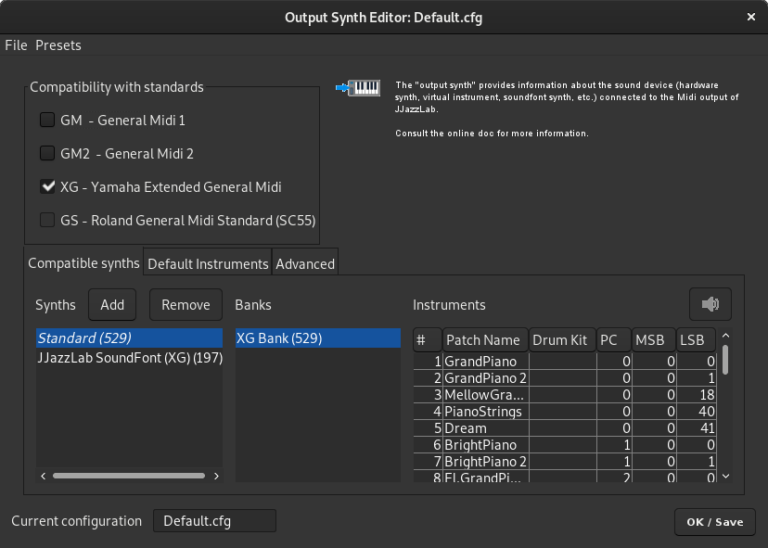 Output Synth Editor: Default.cfg
File Presets
Compatibility with standards
GM - General Midi 1
GM2 - General Midi 2
XG - Yamaha Extended General Midi
GS - Roland General Midi Standard (SC55)
The "output synth" provides information about the sound device (hardware
synth, virtual instrument, soundfont synth, etc.) connected to the Midi output of
JJazzLab.
Consult the online doc for more information.
Compatible synths Default Instruments Advanced
Synths Add Remove Banks Instruments
Standard (529)
JJazzLab SoundFont (XG) (197)
XG Bank (529)
# Patch Name Drum Kit PC MSB LSB
1 GrandPiano 0 0 0
2 GrandPiano 2 0 0 1
3 MellowGra... 0 0 18
4 PianoStrings 0 0 40
5 Dream 0 0 41
6 BrightPiano 1 0 0
7 BrightPiano 2 1 0 1
8 El.GrandPi... 2 0 0
Current configuration Default.cfg
OK / Save